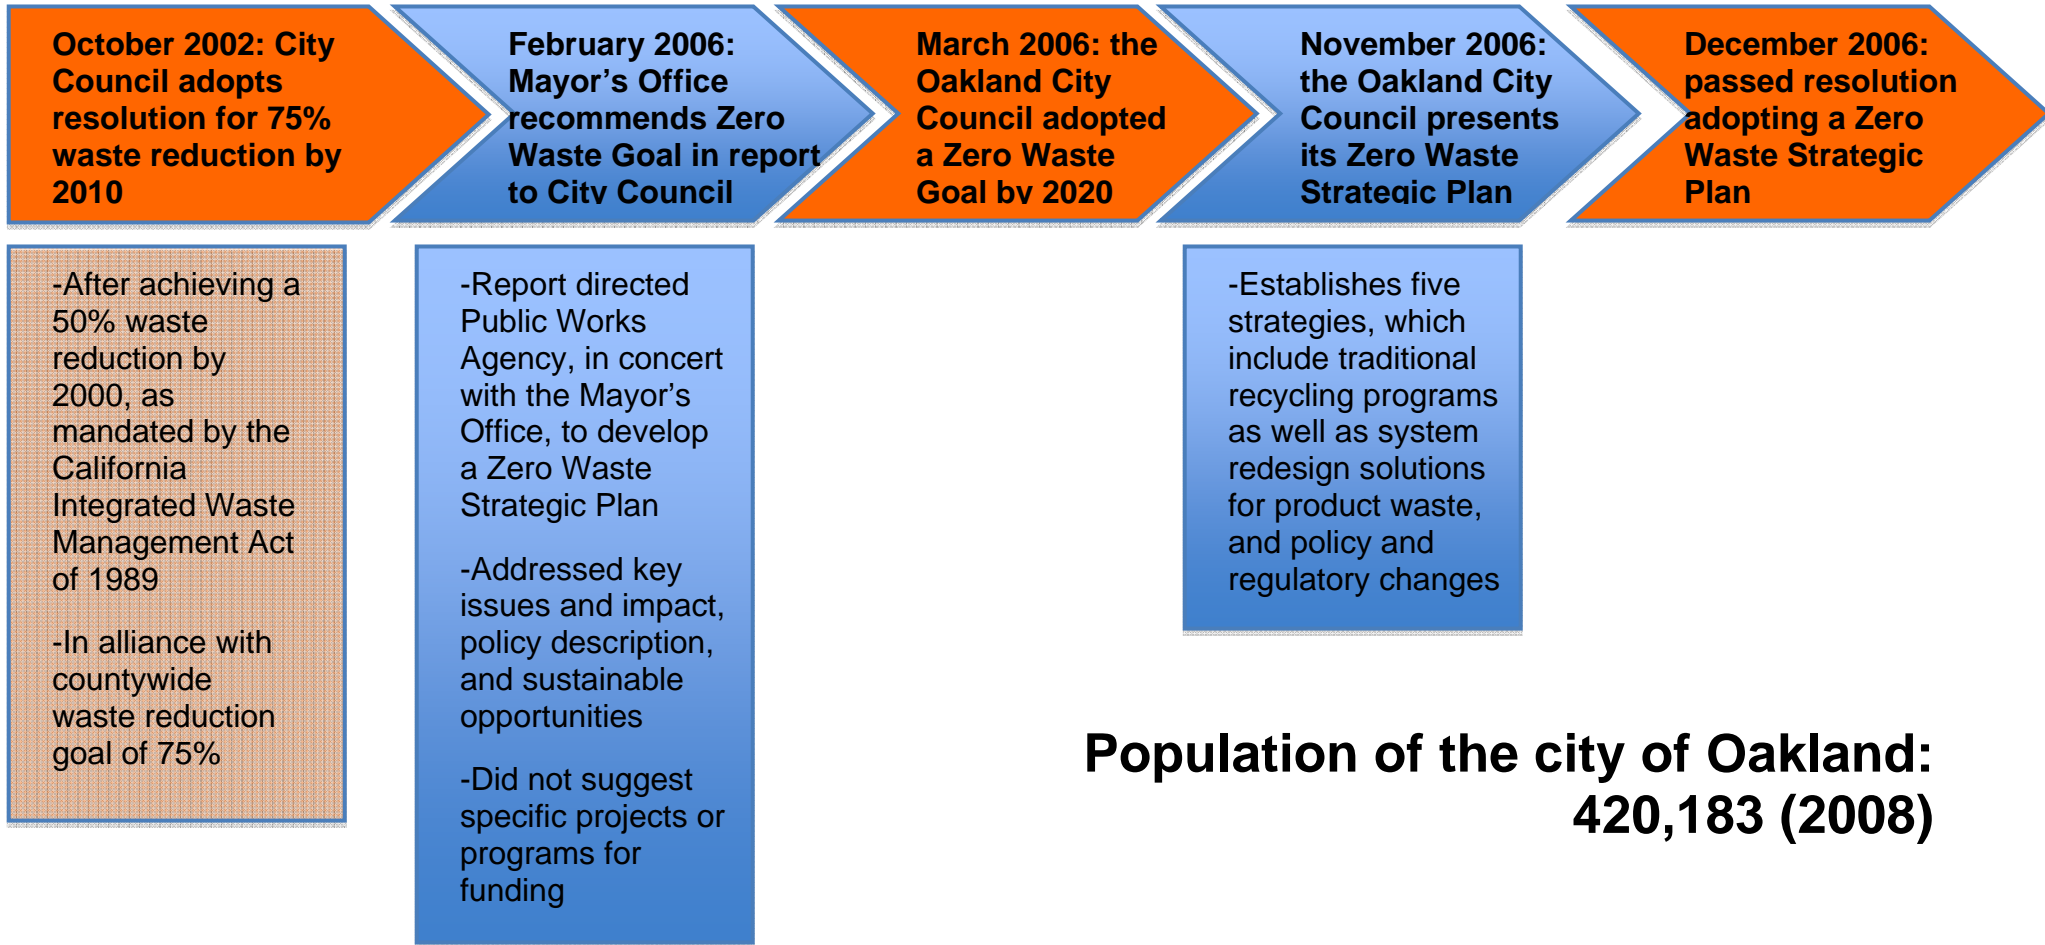 October 2002: City
Council adopts
resolution for 75%
waste reduction by
2010
February 2006:
Mayor’s Office
recommends Zero
Waste Goal in report
to City Council
March 2006: the
Oakland City
Council adopted
a Zero Waste
Goal by 2020
November 2006:
the Oakland City
Council presents
its Zero Waste
Strategic Plan
December 2006:
passed resolution
adopting a Zero
Waste Strategic
Plan
-After achieving a
50% waste
reduction by
2000, as
mandated by the
California
Integrated Waste
Management Act
of 1989
-In alliance with
countywide
waste reduction
goal of 75%
-Report directed
Public Works
Agency, in concert
with the Mayor’s
Office, to develop
a Zero Waste
Strategic Plan
-Addressed key
issues and impact,
policy description,
and sustainable
opportunities
-Did not suggest
specific projects or
programs for
funding
-Establishes five
strategies, which
include traditional
recycling programs
as well as system
redesign solutions
for product waste,
and policy and
regulatory changes
Population of the city of Oakland:
420,183 (2008)